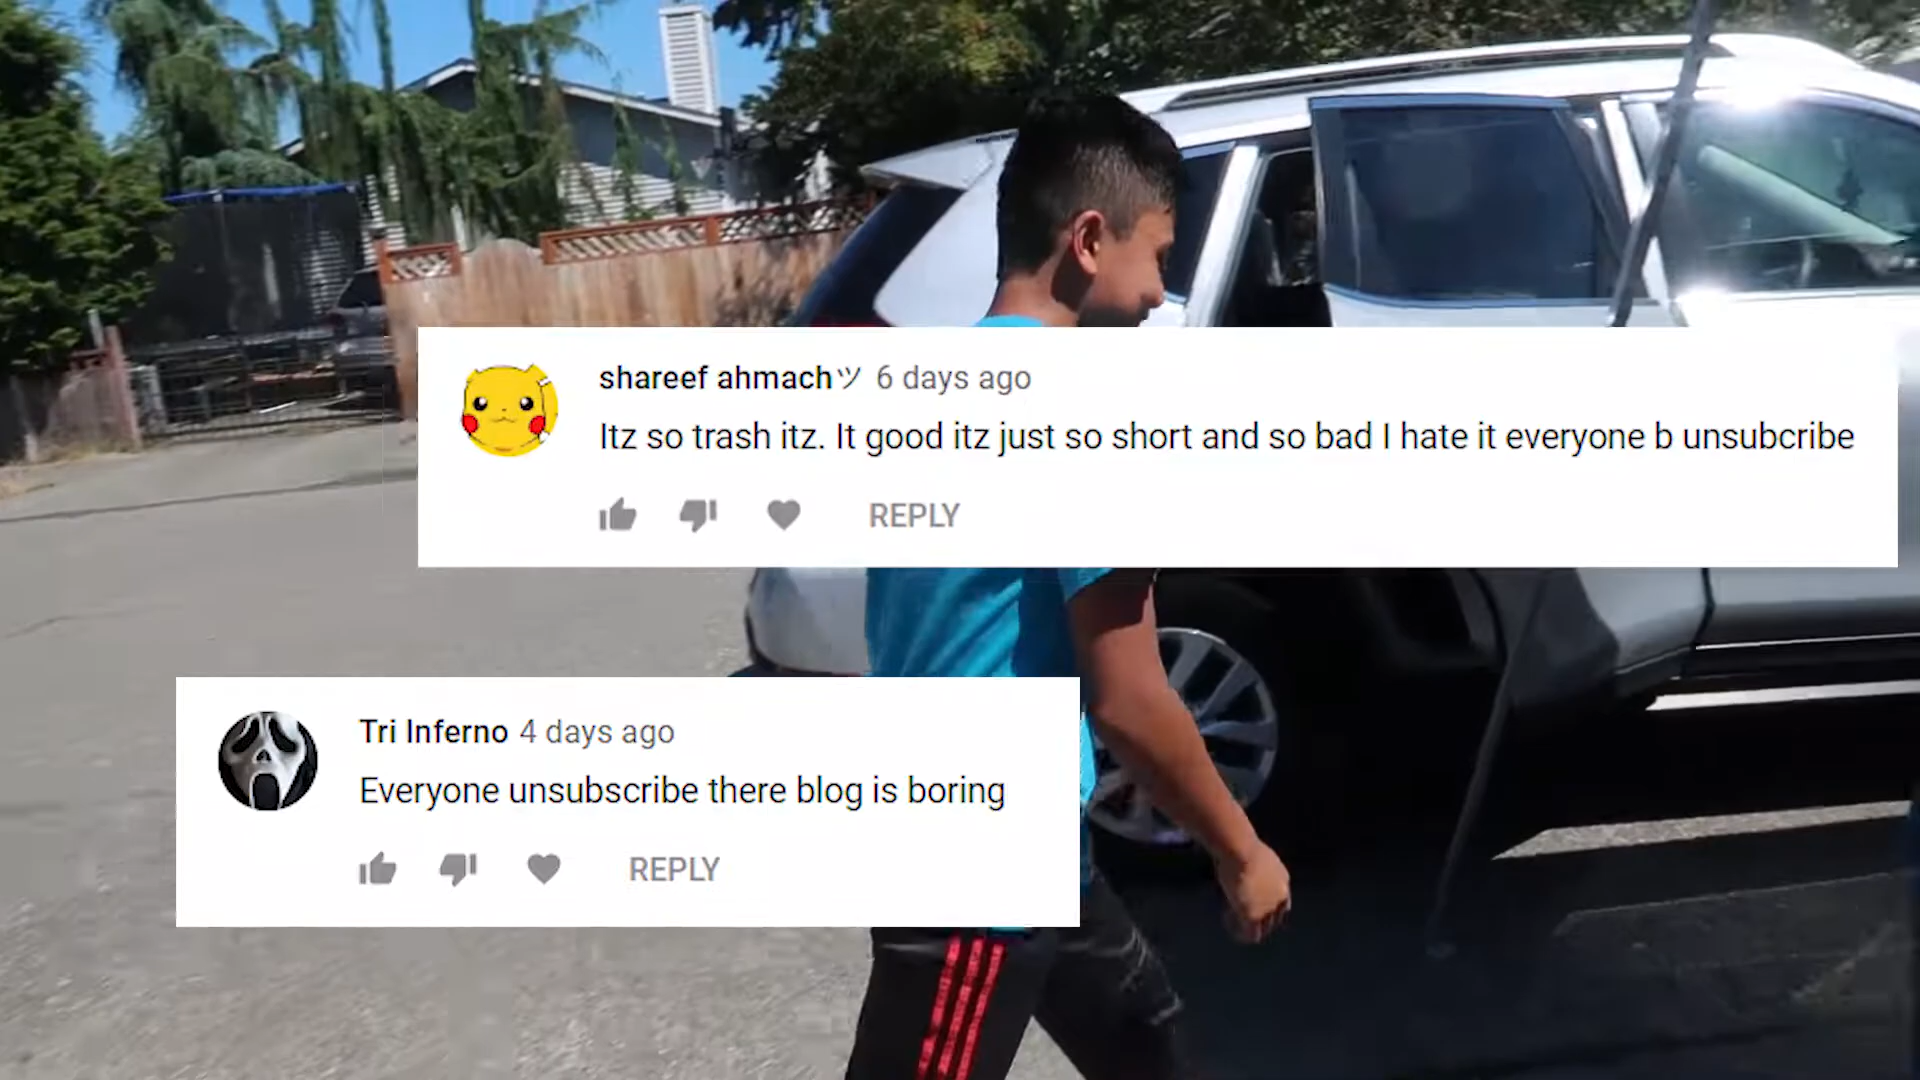 shareef ahmachツ 6 days ago
Itz so trash itz. It good itz just so short and so bad I hate it everyone b unsubcribe
REPLY
Tri Inferno 4 days ago
Everyone unsubscribe there blog is boring
REPLY